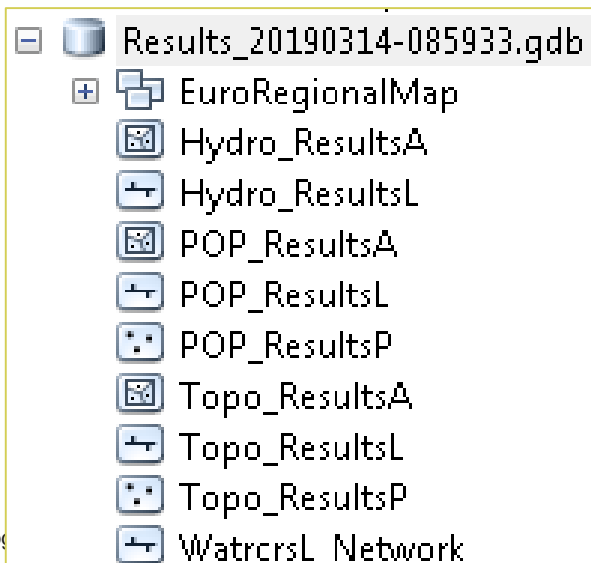 Results_20190314-085933.gdb
EuroRegionalMap
Hydro_ResultsA
Hydro_ResultsL
POP_ResultsA
POP_ResultsL
POP_ResultsP
Topo_ResultsA
Topo_ResultsL
Topo_ResultsP
WatrcrsL_Network